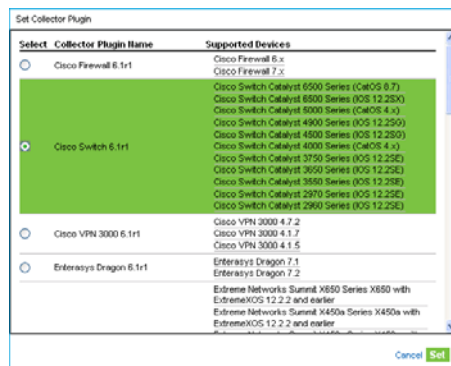 Set Collector Plugin
Select Collector Plugin Name Supported Devices
Cisco Firewall 6.1r1
Cisco Firewall 6.x
Cisco Firewall 7.x
Cisco Switch 6.1r1
Cisco Switch Catalyst 6500 Series (CatOS 8.7)
Cisco Switch Catalyst 6500 Series (IOS 12.2SX)
Cisco Switch Catalyst 5000 Series (CatOS 4.x)
Cisco Switch Catalyst 4900 Series (IOS 12.2SG)
Cisco Switch Catalyst 4500 Series (IOS 12.2SG)
Cisco Switch Catalyst 4000 Series (CatOS 4.x)
Cisco Switch Catalyst 3750 Series (IOS 12.2SE)
Cisco Switch Catalyst 3650 Series (IOS 12.2SE)
Cisco Switch Catalyst 3550 Series (IOS 12.2SE)
Cisco Switch Catalyst 2970 Series (IOS 12.2SE)
Cisco Switch Catalyst 2960 Series (IOS 12.2SE)
Cisco VPN 3000 6.1r1
Cisco VPN 3000 4.7.2
Cisco VPN 3000 4.1.7
Cisco VPN 3000 4.1.5
Enterasys Dragon 6.1r1
Enterasys Dragon 7.1
Enterasys Dragon 7.2
Extreme Networks Summit X650 Series X650 with
ExtremeXOS 12.2.2 and earlier
Extreme Networks Summit X450a Series X450a with
ExtremeXOS 12.2.2 and earlier
Cancel Set